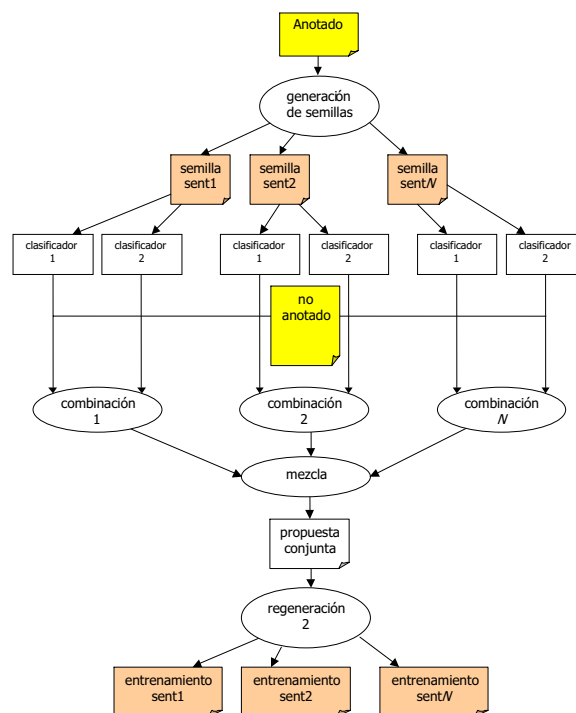 Anotado
generación
de semillas
semilla
sent1
semilla
sent2
semilla
sentN
clasificador
1
clasificador
2
clasificador
1
clasificador
2
clasificador
1
clasificador
2
no
anotado
combinación
1
combinación
2
combinación
N
mezcla
propuesta
conjunta
regeneración
2
entrenamiento
sent1
entrenamiento
sent2
entrenamiento
sentN